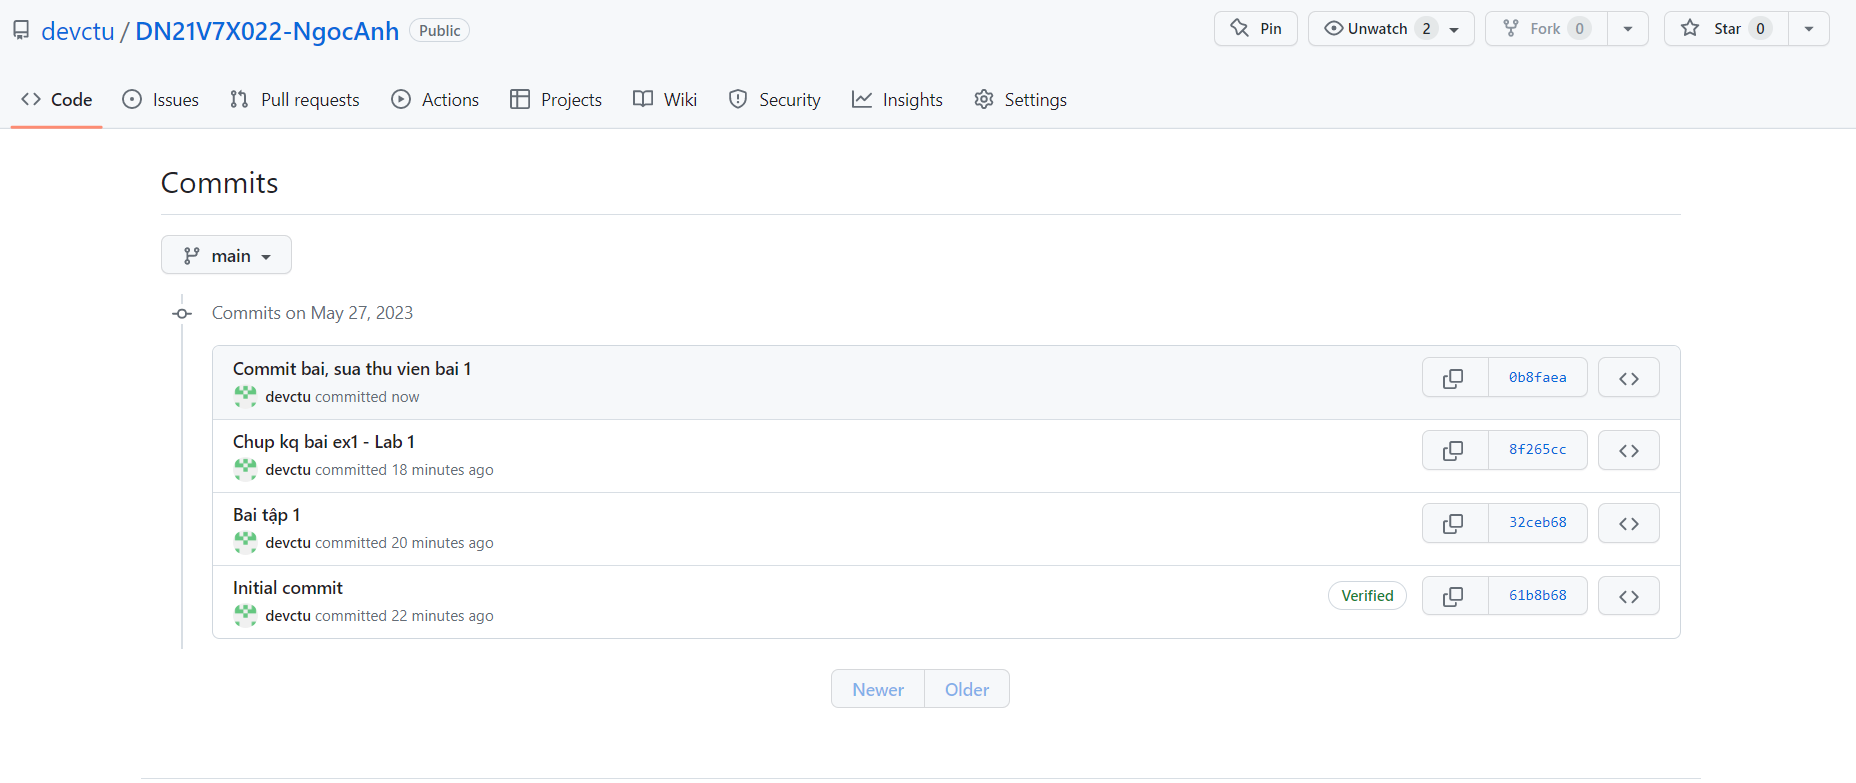 devctu / DN21V7X022-NgocAnh Public
Pin Unwatch 2 Fork 0 Star 0
Code Issues Pull requests Actions Projects Wiki Security Insights Settings
Commits
main
Commits on May 27, 2023
Commit bai, sua thu vien bai 1
devctu committed now
0b8faea
Chup kq bai ex1 - Lab 1
devctu committed 18 minutes ago
8f265cc
Bai tập 1
devctu committed 20 minutes ago
32ceb68
Initial commit
devctu committed 22 minutes ago
Verified
61b8b68
Newer Older